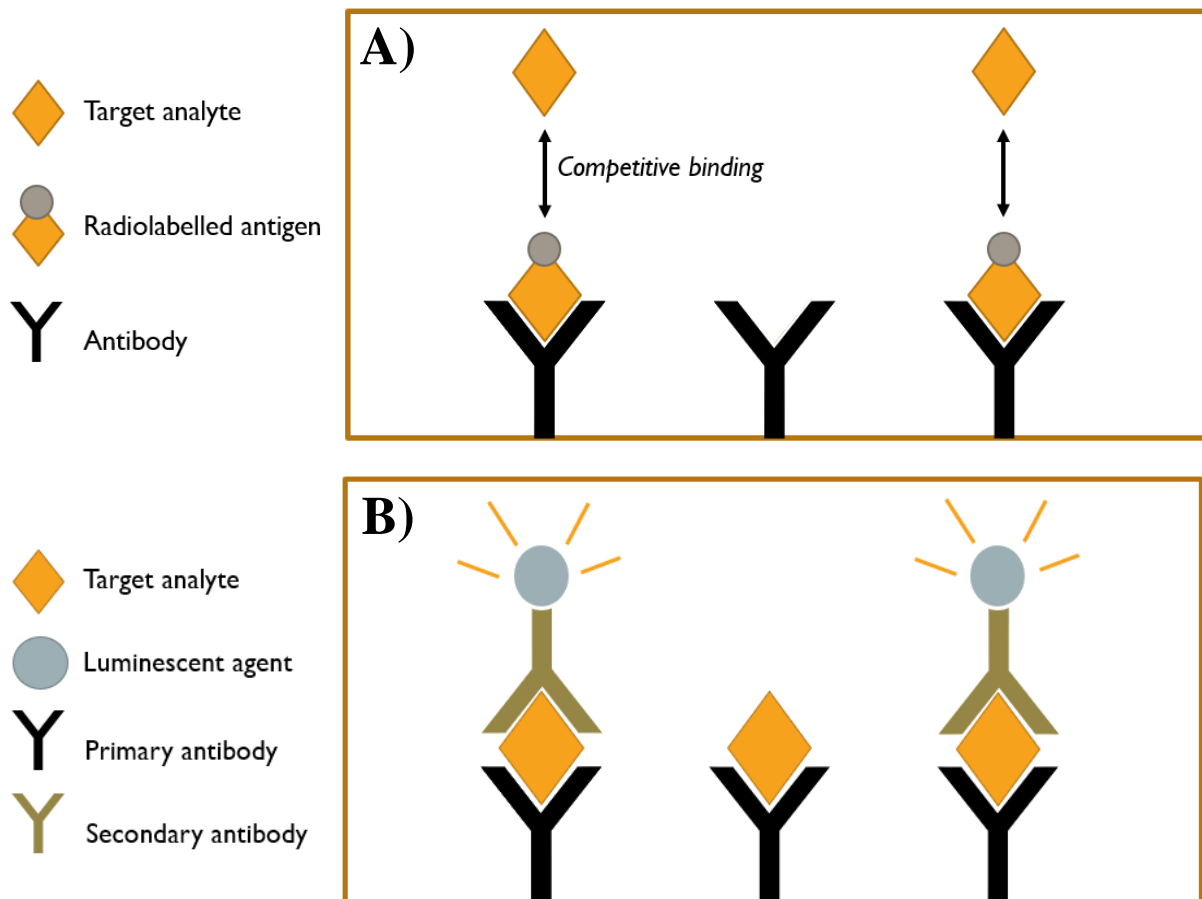 A)
Target analyte
Competitive binding
Radiolabelled antigen
Antibody
B)
Target analyte
Luminescent agent
Primary antibody
Secondary antibody